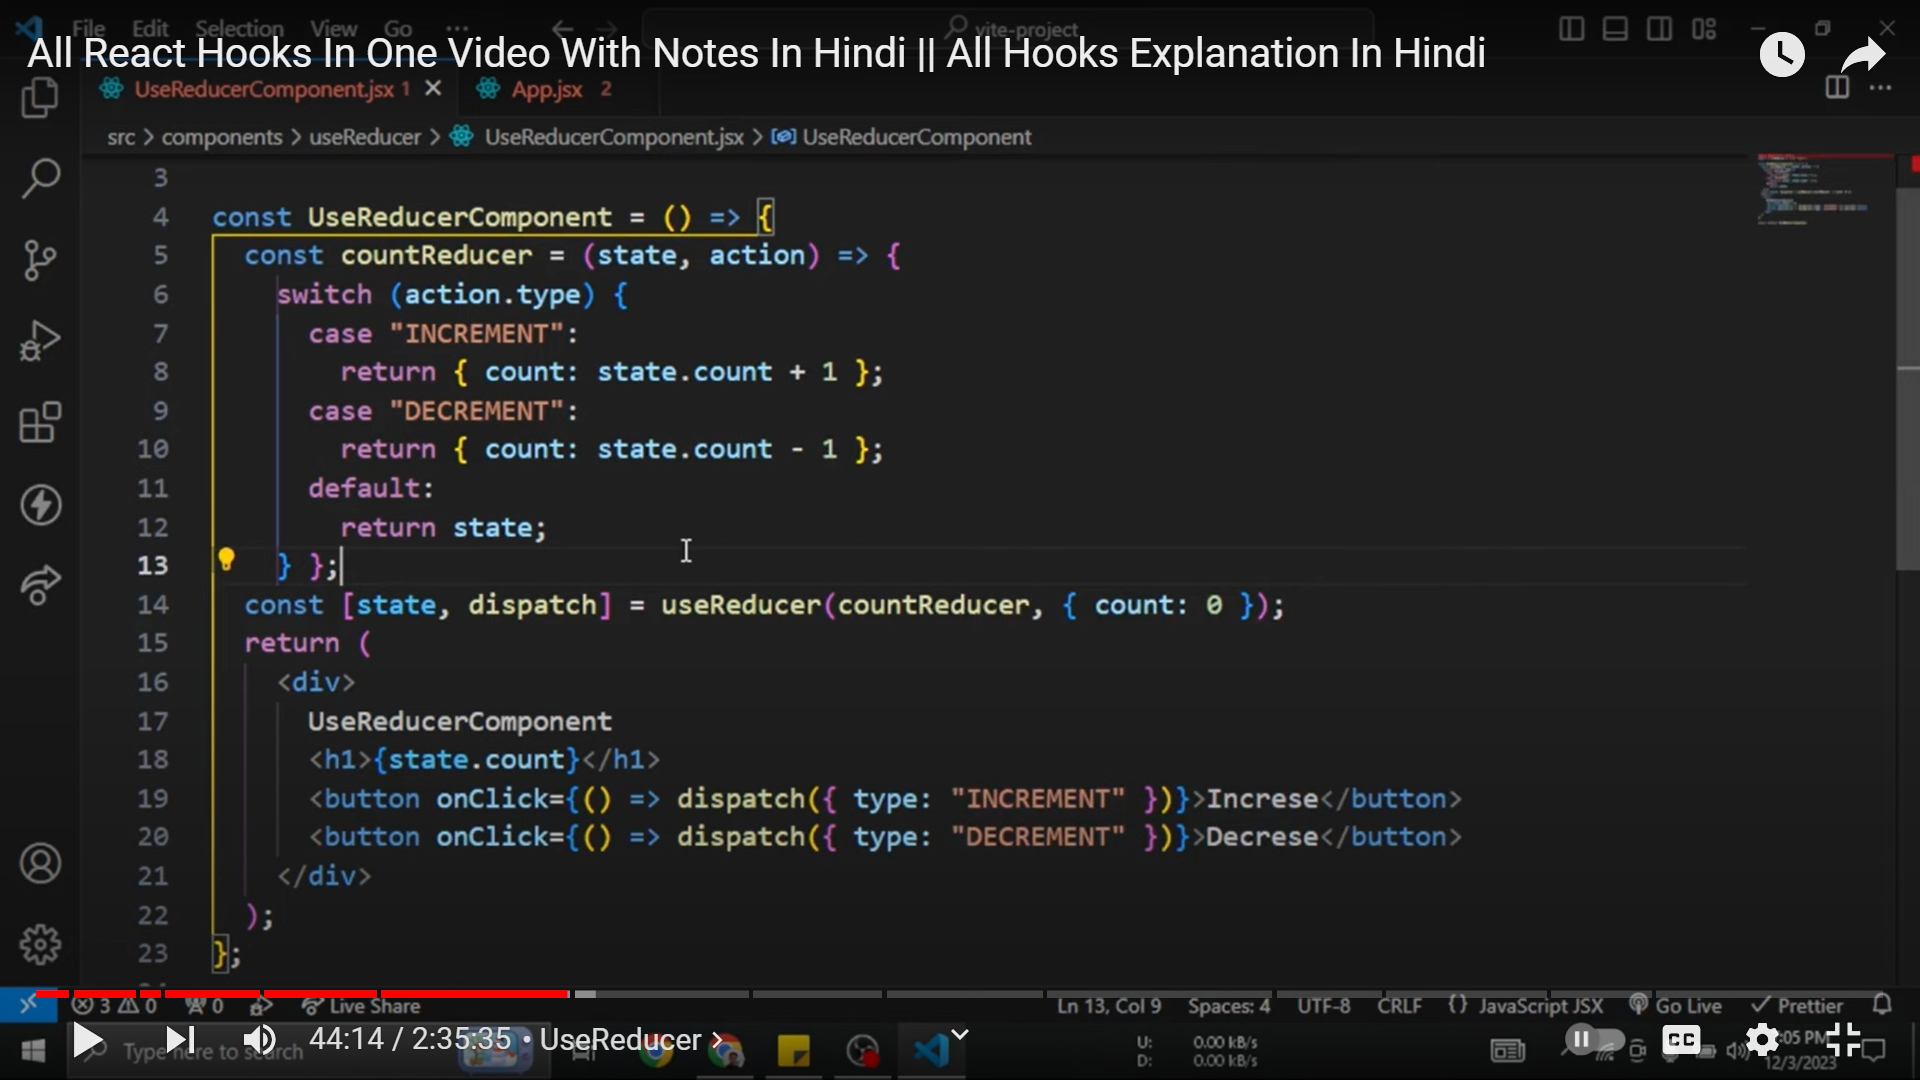 File Edit Selection View Go ...
vite-project
All React Hooks In One Video With Notes In Hindi || All Hooks Explanation In Hindi
UseReducerComponent.jsx 1
App.jsx 2
src > components > useReducer > UseReducerComponent.jsx > UseReducerComponent
3
4 const UseReducerComponent = () => {
5 const countReducer = (state, action) => {
6 switch (action.type) {
7 case "INCREMENT":
8 return { count: state.count + 1 };
9 case "DECREMENT":
10 return { count: state.count - 1 };
11 default:
12 return state;
13 } };
14 const [state, dispatch] = useReducer(countReducer, { count: 0 });
15 return (
16 <div>
17 UseReducerComponent
18 <h1>{state.count}</h1>
19 <button onClick={() => dispatch({ type: "INCREMENT" })}>Increse</button>
20 <button onClick={() => dispatch({ type: "DECREMENT" })}>Decrese</button>
21 </div>
22 );
23 };
3 0 0 Live Share Ln 13, Col 9 Spaces: 4 UTF-8 CRLF {} JavaScript JSX Go Live Prettier
44:14 / 2:35:35 • UseReducer >
Type here to search
U: 0.00 kB/s
D: 0.00 kB/s
CC
:05 PM
12/3/2023